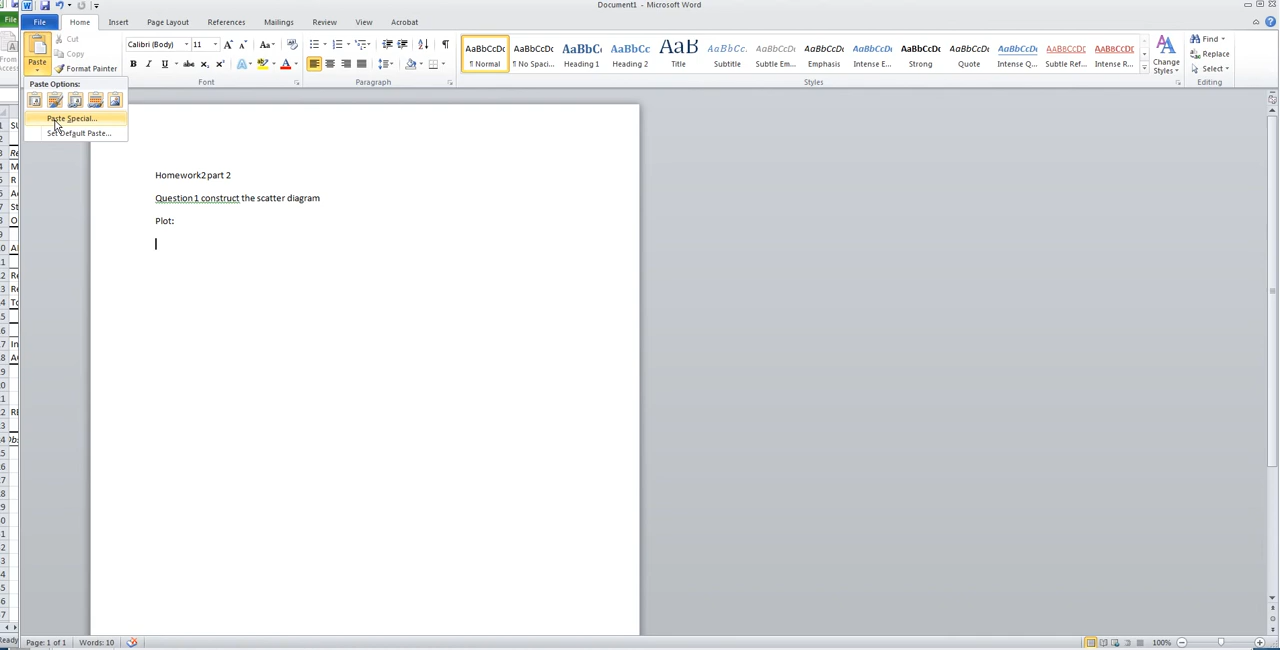 Document1 - Microsoft Word
File
File Home Insert Page Layout References Mailings Review View Acrobat
Paste
Cut
Copy
Format Painter
Calibri (Body) 11
Font
Paragraph
AaBbCcDc AaBbCcDc AaBbCc AaBbCc AaB AaBbCc. AaBbCcDc AaBbCcDc AaBbCcDc AaBbCcDc AaBbCcDc AaBbCcDc AABBCCDC AABBCCDC
¶ Normal ¶ No Spaci... Heading 1 Heading 2 Title Subtitle Subtle Em... Emphasis Intense E... Strong Quote Intense Q... Subtle Ref... Intense R...
Change Styles
Styles
Find
Replace
Select
Editing
Paste Options:
Paste Special...
Set Default Paste...
Homework2 part 2
Question 1 construct the scatter diagram
Plot:
Page: 1 of 1 Words: 10
100%